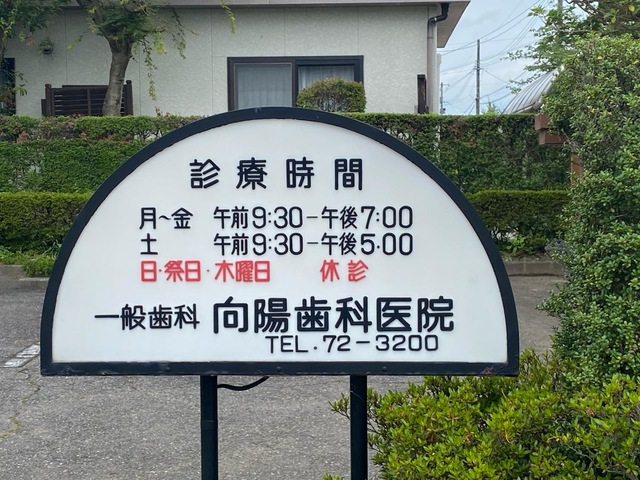 診療時間
月～金 午前9:30－午後7:00
土 午前9:30－午後5:00
日・祭日・木曜日 休診
一般歯科 向陽歯科医院
TEL.72-3200